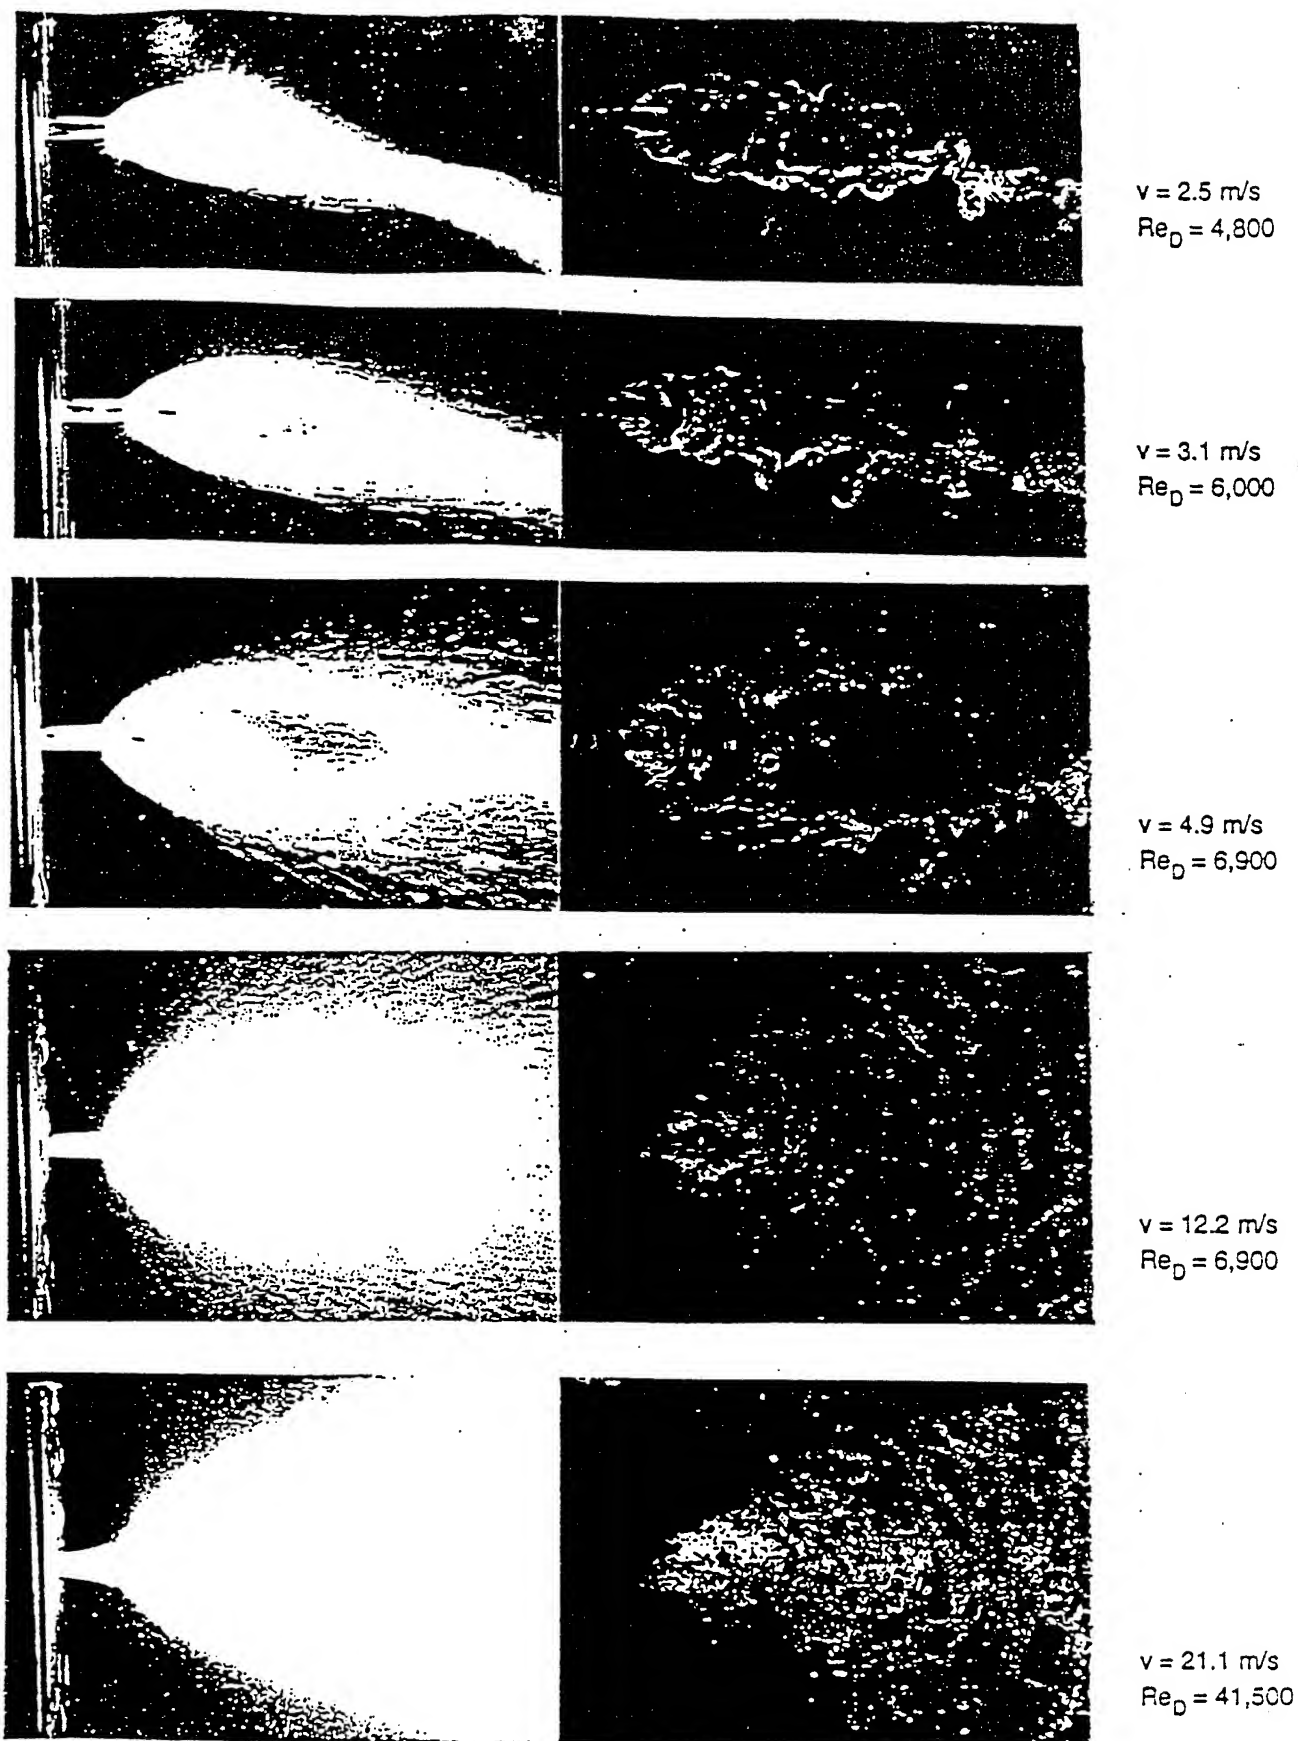 v = 2.5 m/s
Re_D = 4,800
v = 3.1 m/s
Re_D = 6,000
v = 4.9 m/s
Re_D = 6,900
v = 12.2 m/s
Re_D = 6,900
v = 21.1 m/s
Re_D = 41,500